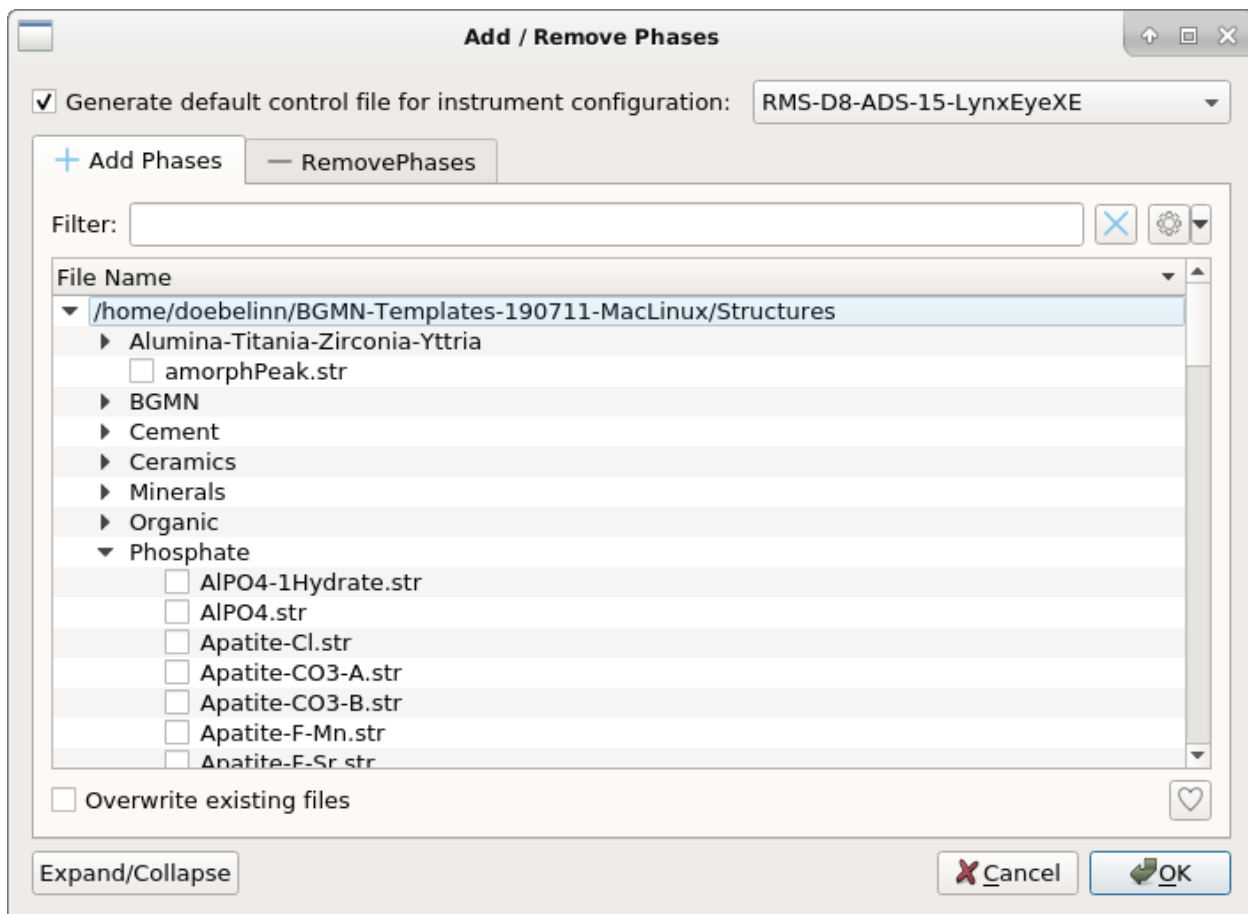 Add / Remove Phases
Generate default control file for instrument configuration: RMS-D8-ADS-15-LynxEyeXE
Add Phases RemovePhases
Filter:
File Name
/home/doebelinn/BGMN-Templates-190711-MacLinux/Structures
Alumina-Titania-Zirconia-Yttria
amorphPeak.str
BGMN
Cement
Ceramics
Minerals
Organic
Phosphate
AlPO4-1Hydrate.str
AlPO4.str
Apatite-Cl.str
Apatite-CO3-A.str
Apatite-CO3-B.str
Apatite-F-Mn.str
Apatite-F-Sr.str
Overwrite existing files
Expand/Collapse Cancel OK